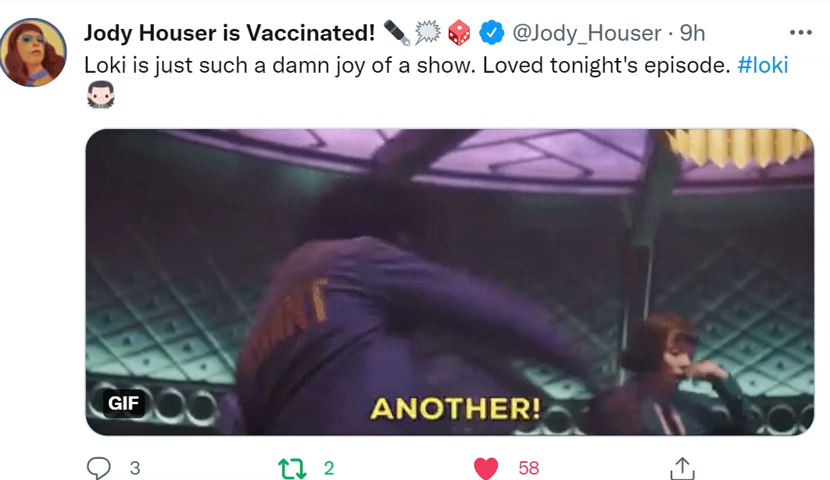 Jody Houser is Vaccinated! @Jody_Houser · 9h
Loki is just such a damn joy of a show. Loved tonight's episode. #loki
GIF
ANOTHER!
3 2 58